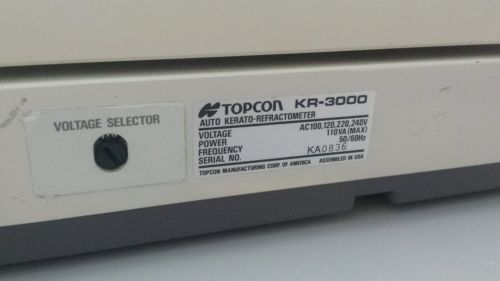 VOLTAGE SELECTOR
TOPCON KR-3000
AUTO KERATO-REFRACTOMETER
VOLTAGE AC100,120,220,240V
POWER 110VA(MAX)
FREQUENCY 50/60Hz
SERIAL NO. KA0836
TOPCON MANUFACTURING CORP. OF AMERICA ASSEMBLED IN USA